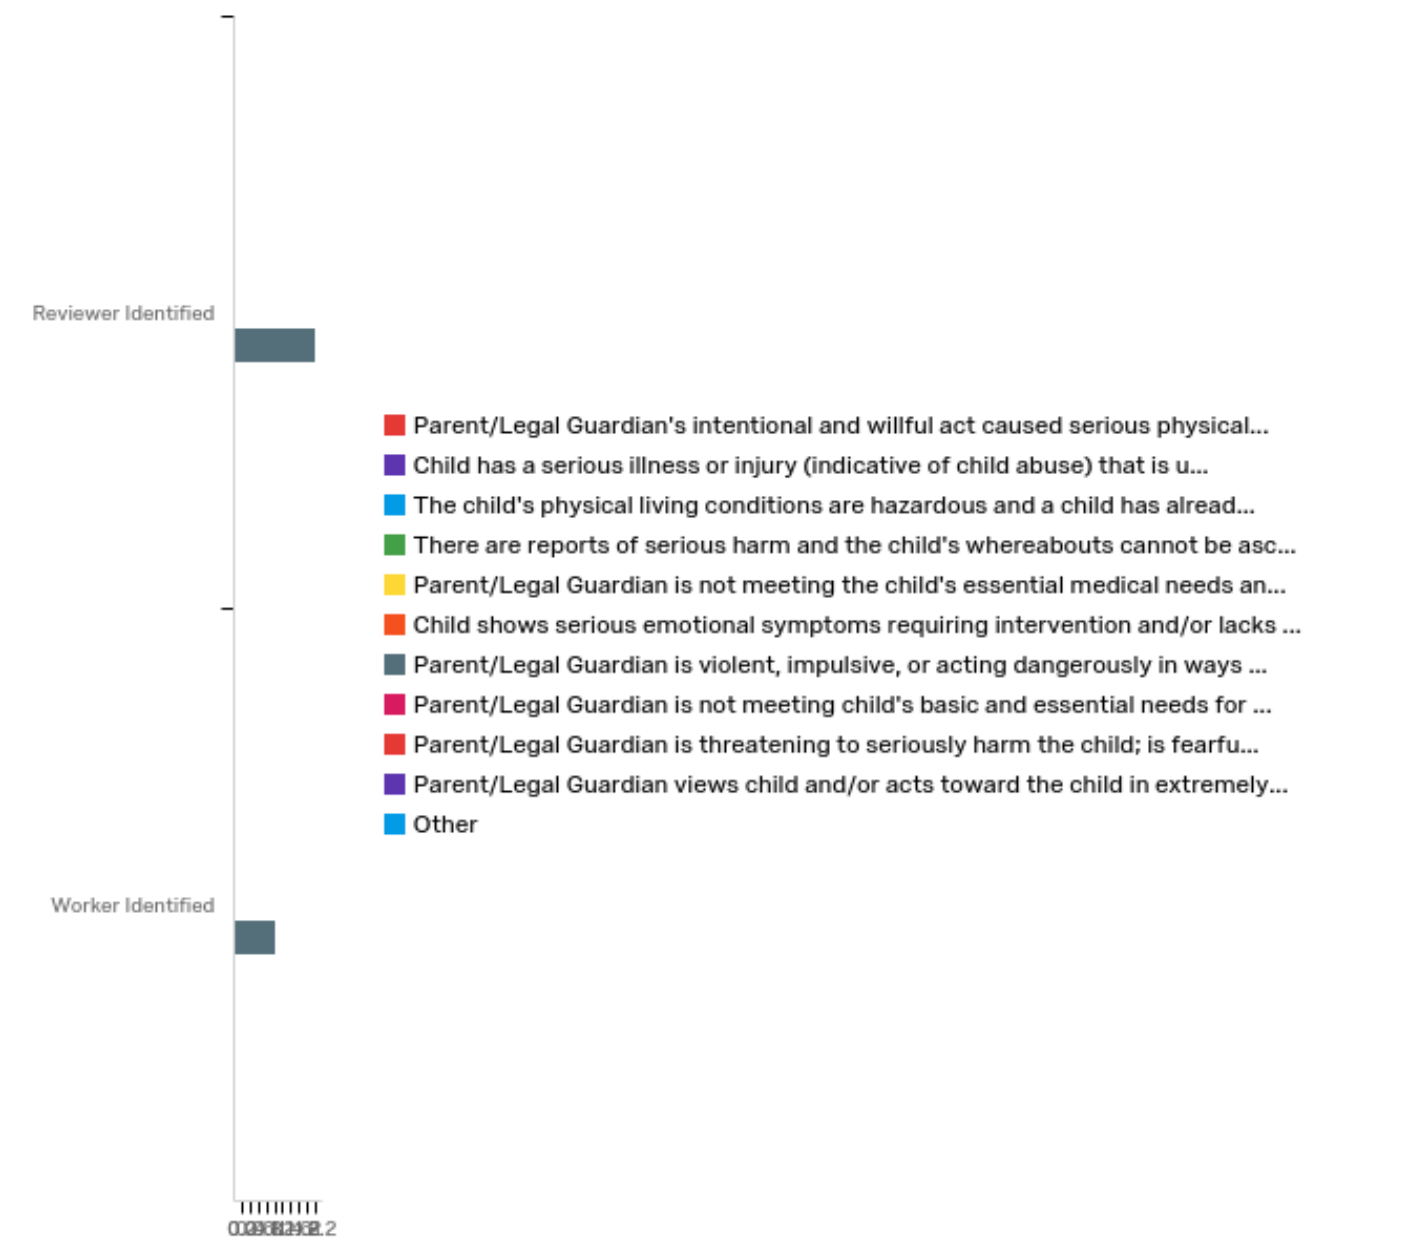 Reviewer Identified
Parent/Legal Guardian's intentional and willful act caused serious physical...
Child has a serious illness or injury (indicative of child abuse) that is u...
The child's physical living conditions are hazardous and a child has alread...
There are reports of serious harm and the child's whereabouts cannot be asc...
Parent/Legal Guardian is not meeting the child's essential medical needs an...
Child shows serious emotional symptoms requiring intervention and/or lacks ...
Parent/Legal Guardian is violent, impulsive, or acting dangerously in ways ...
Parent/Legal Guardian is not meeting child's basic and essential needs for ...
Parent/Legal Guardian is threatening to seriously harm the child; is fearfu...
Parent/Legal Guardian views child and/or acts toward the child in extremely...
Other
Worker Identified